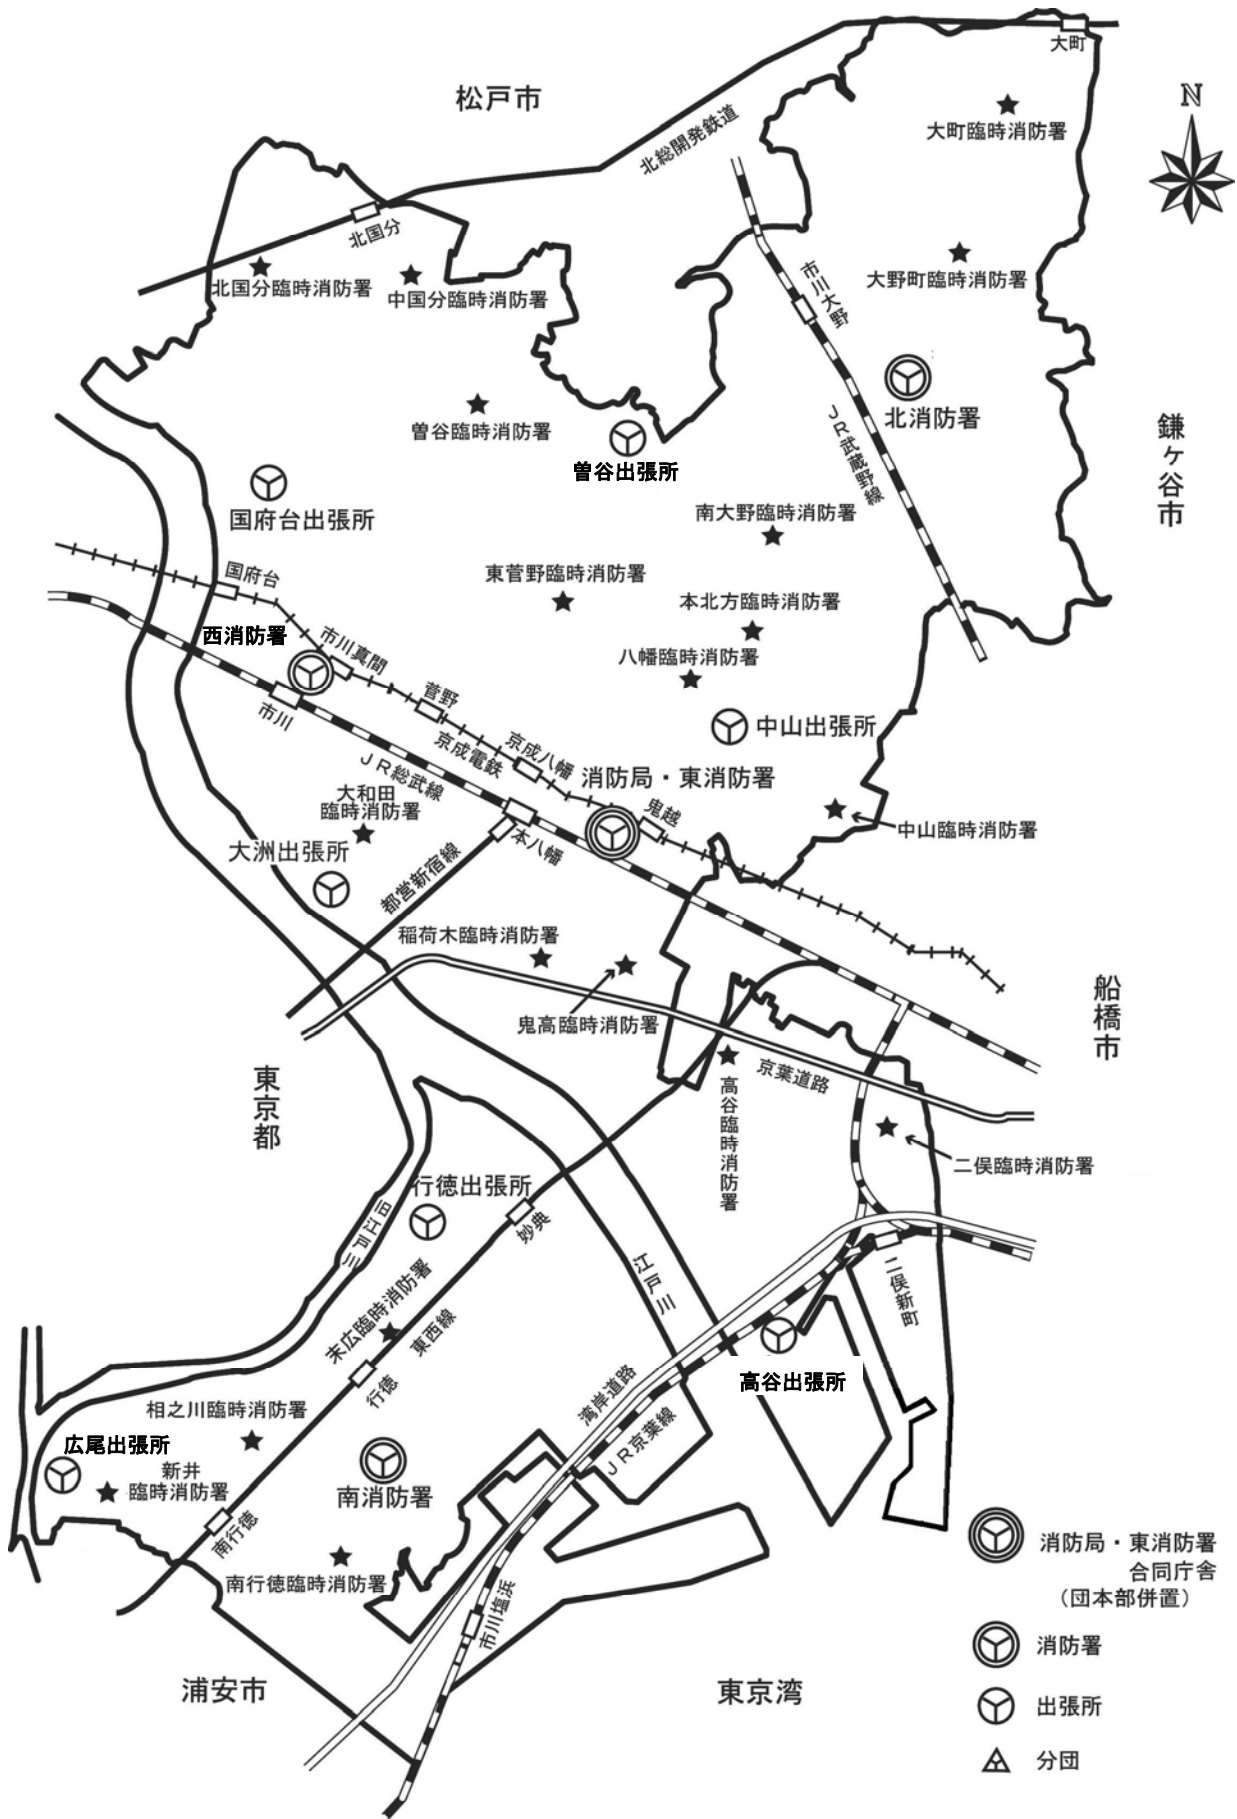 大町
松戸市
N
大町臨時消防署
北総開発鉄道
北国分
北国分臨時消防署
中国分臨時消防署
大野町臨時消防署
市川大野
北消防署
JR武蔵野線
鎌ヶ谷市
曽谷臨時消防署
曽谷出張所
国府台出張所
南大野臨時消防署
東菅野臨時消防署
本北方臨時消防署
八幡臨時消防署
国府台
西消防署
市川真間
市川
菅野
京成電鉄
京成八幡
中山出張所
消防局・東消防署
鬼越
JR総武線
大和田
臨時消防署
本八幡
中山臨時消防署
大洲出張所
都営新宿線
稲荷木臨時消防署
鬼高臨時消防署
船橋市
京葉道路
高谷臨時消防署
二俣臨時消防署
東京都
行徳出張所
旧江戸川
妙典
江戸川
末広臨時消防署
東西線
行徳
二俣新町
高谷出張所
湾岸道路
JR京葉線
相之川臨時消防署
広尾出張所
新井
臨時消防署
南消防署
南行徳
南行徳臨時消防署
市川塩浜
浦安市
東京湾
消防局・東消防署
合同庁舎
(団本部併置)
消防署
出張所
分団